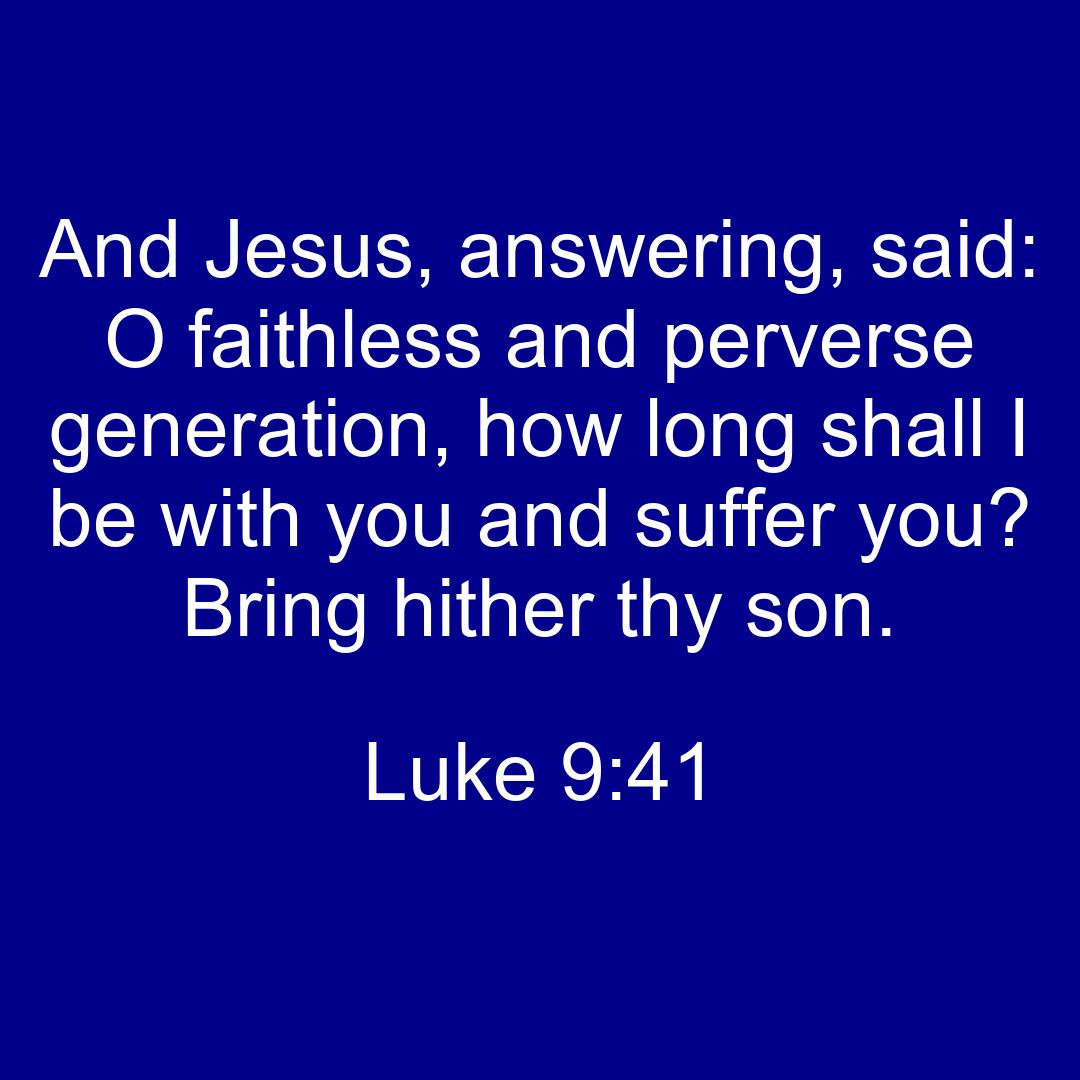 And Jesus, answering, said:
O faithless and perverse
generation, how long shall I
be with you and suffer you?
Bring hither thy son.
Luke 9:41